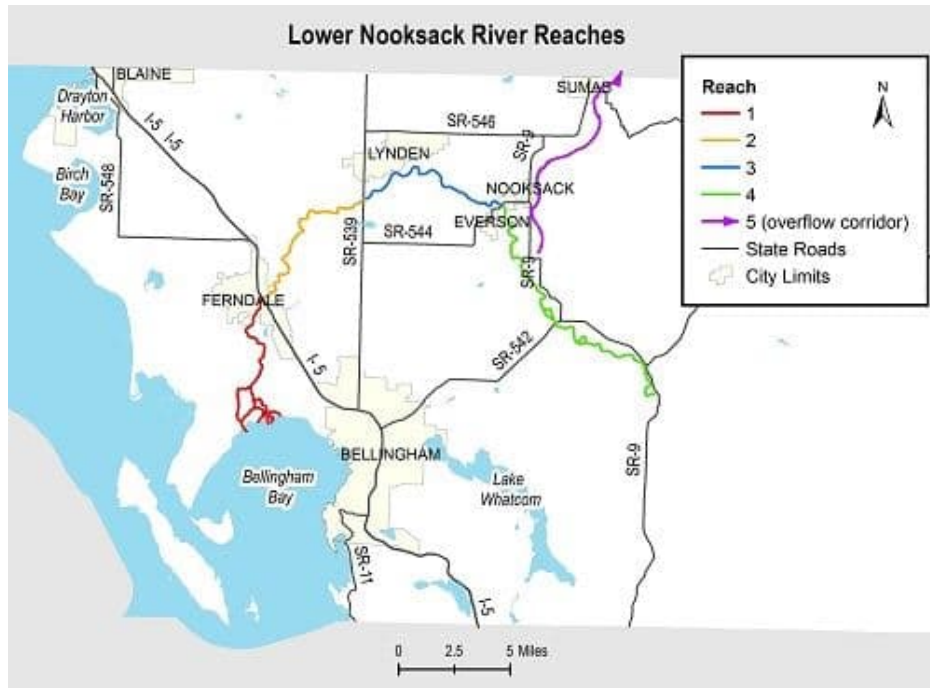 Lower Nooksack River Reaches
BLAINE
Drayton
Harbor
I-5
I-5
Birch
Bay
SR-548
SR-546
SR-9
SUMAS
LYNDEN
NOOKSACK
EVERSON
SR-539
SR-544
SR-9
FERNDALE
I-5
SR-542
BELLINGHAM
Bellingham
Bay
Lake
Whatcom
SR-9
SR-11
I-5
Reach
1
2
3
4
5 (overflow corridor)
State Roads
City Limits
N
0 2.5 5 Miles